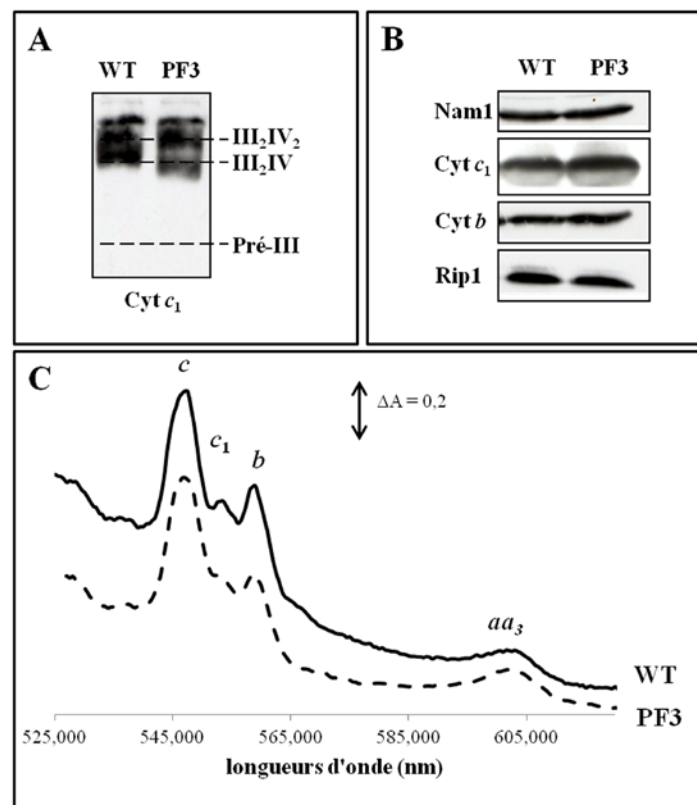 A
WT PF3
III₂IV₂
III₂IV
Pré-III
Cyt c₁
B
WT PF3
Nam1
Cyt c₁
Cyt b
Rip1
C
c
c₁
b
aa₃
ΔA = 0,2
WT
PF3
525,000 545,000 565,000 585,000 605,000
longueurs d'onde (nm)